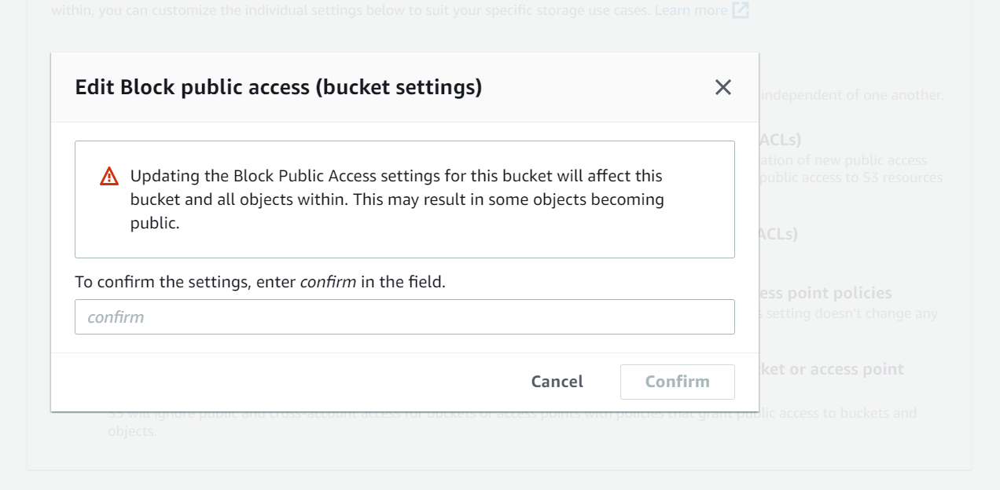 within, you can customize the individual settings below to suit your specific storage use cases. Learn more
Edit Block public access (bucket settings)
independent of one another.
ACLs)
Updating the Block Public Access settings for this bucket will affect this
ation of new public access
public access to S3 resources
bucket and all objects within. This may result in some objects becoming
public.
ACLs)
To confirm the settings, enter confirm in the field.
ess point policies
confirm
s setting doesn't change any
ket or access point
Cancel
Confirm
S3 will ignore public and cross-account access for buckets or access points with policies that grant public access to buckets and
objects.